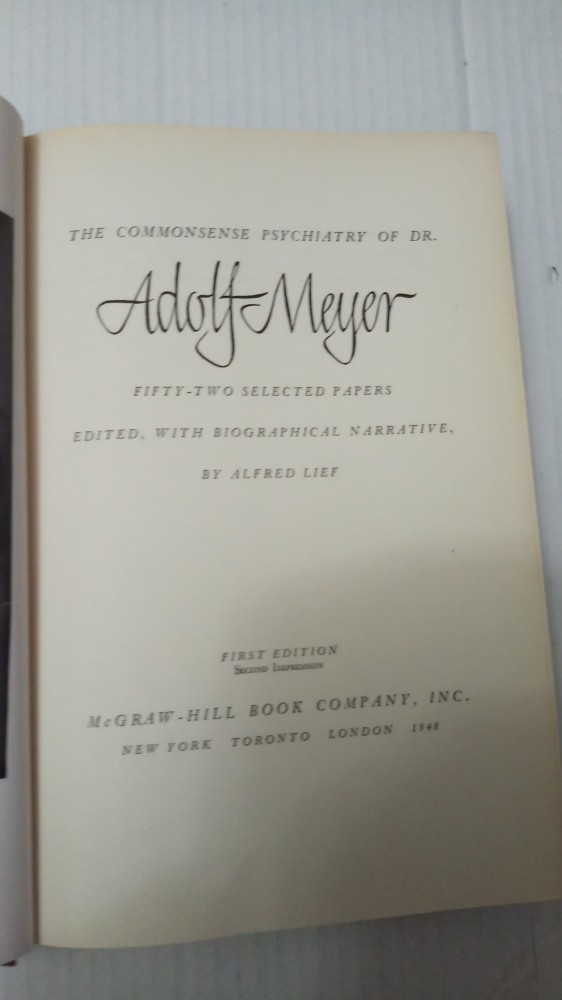 THE COMMONSENSE PSYCHIATRY OF DR.
Adolf Meyer
FIFTY-TWO SELECTED PAPERS
EDITED, WITH BIOGRAPHICAL NARRATIVE,
BY ALFRED LIEF
FIRST EDITION
SECOND IMPRESSION
McGRAW-HILL BOOK COMPANY, INC.
NEW YORK TORONTO LONDON 1948